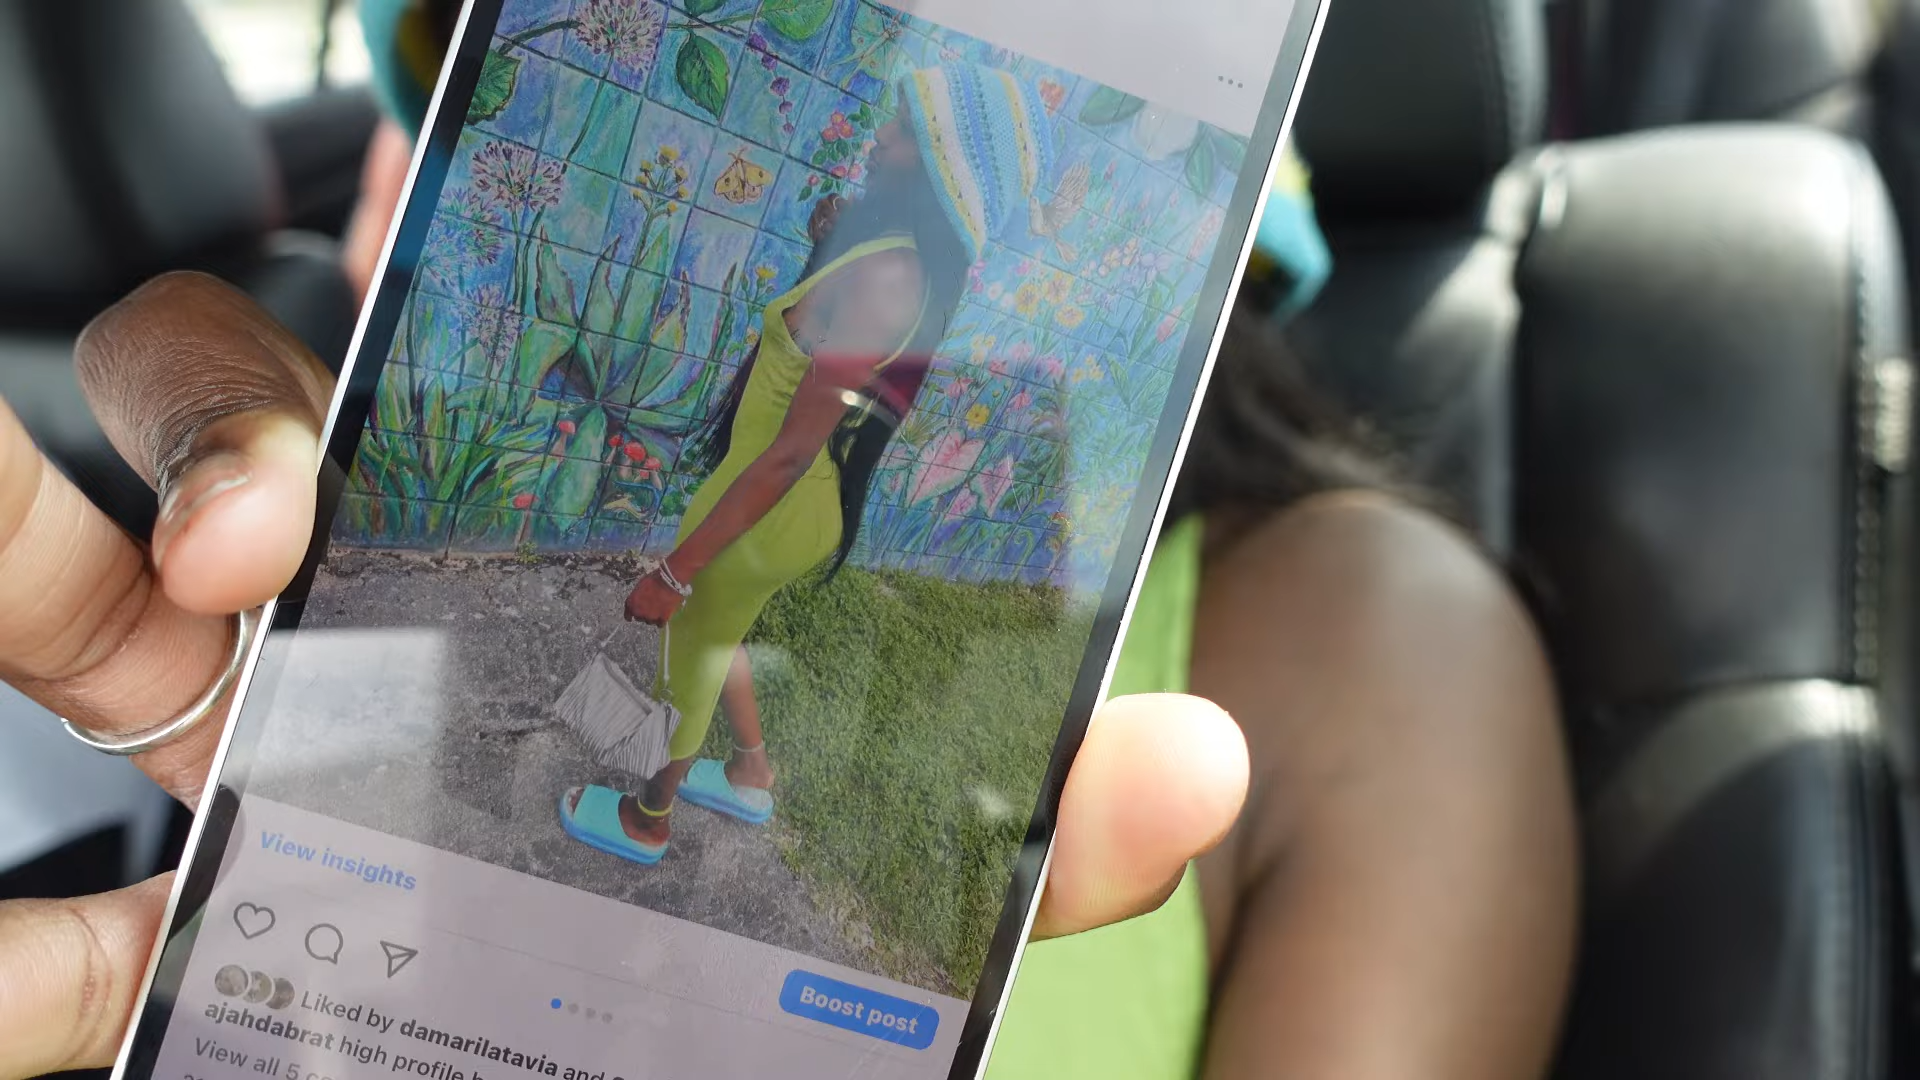 View insights
Boost post
Liked by damarilatavia and
ajahdabrat high profile
View all 5